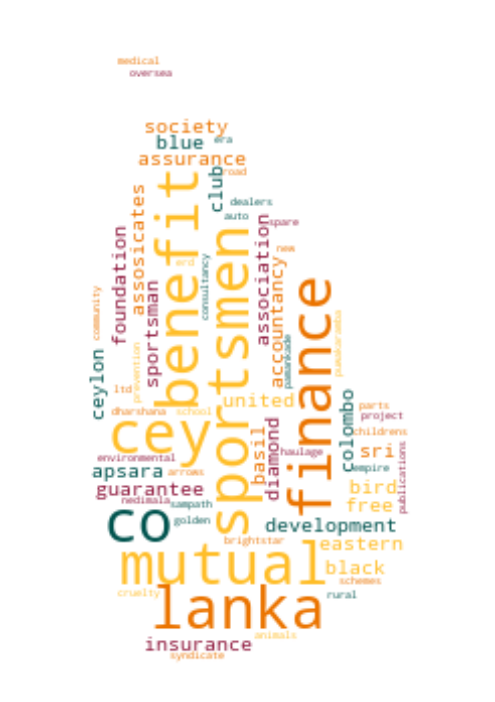 medical
oversea
society
blue
era
assurance
road
club
benefit
assosicates
dealers
auto
spare
association
foundation
sportsmen
new
erd
consultancy
accountancy
sportsman
finance
community
prevention
pamankade
ceylon
ltd
united
colombo
parts
dharshana
school
project
cey
basil
diamond
childrens
environmental
haulage
sri
publications
apsara
arrows
empire
guarantee
bird
nedimala
sampath
free
co
golden
development
brightstar
eastern
mutual
black
schemes
cruelty
rural
lanka
animals
insurance
syndicate